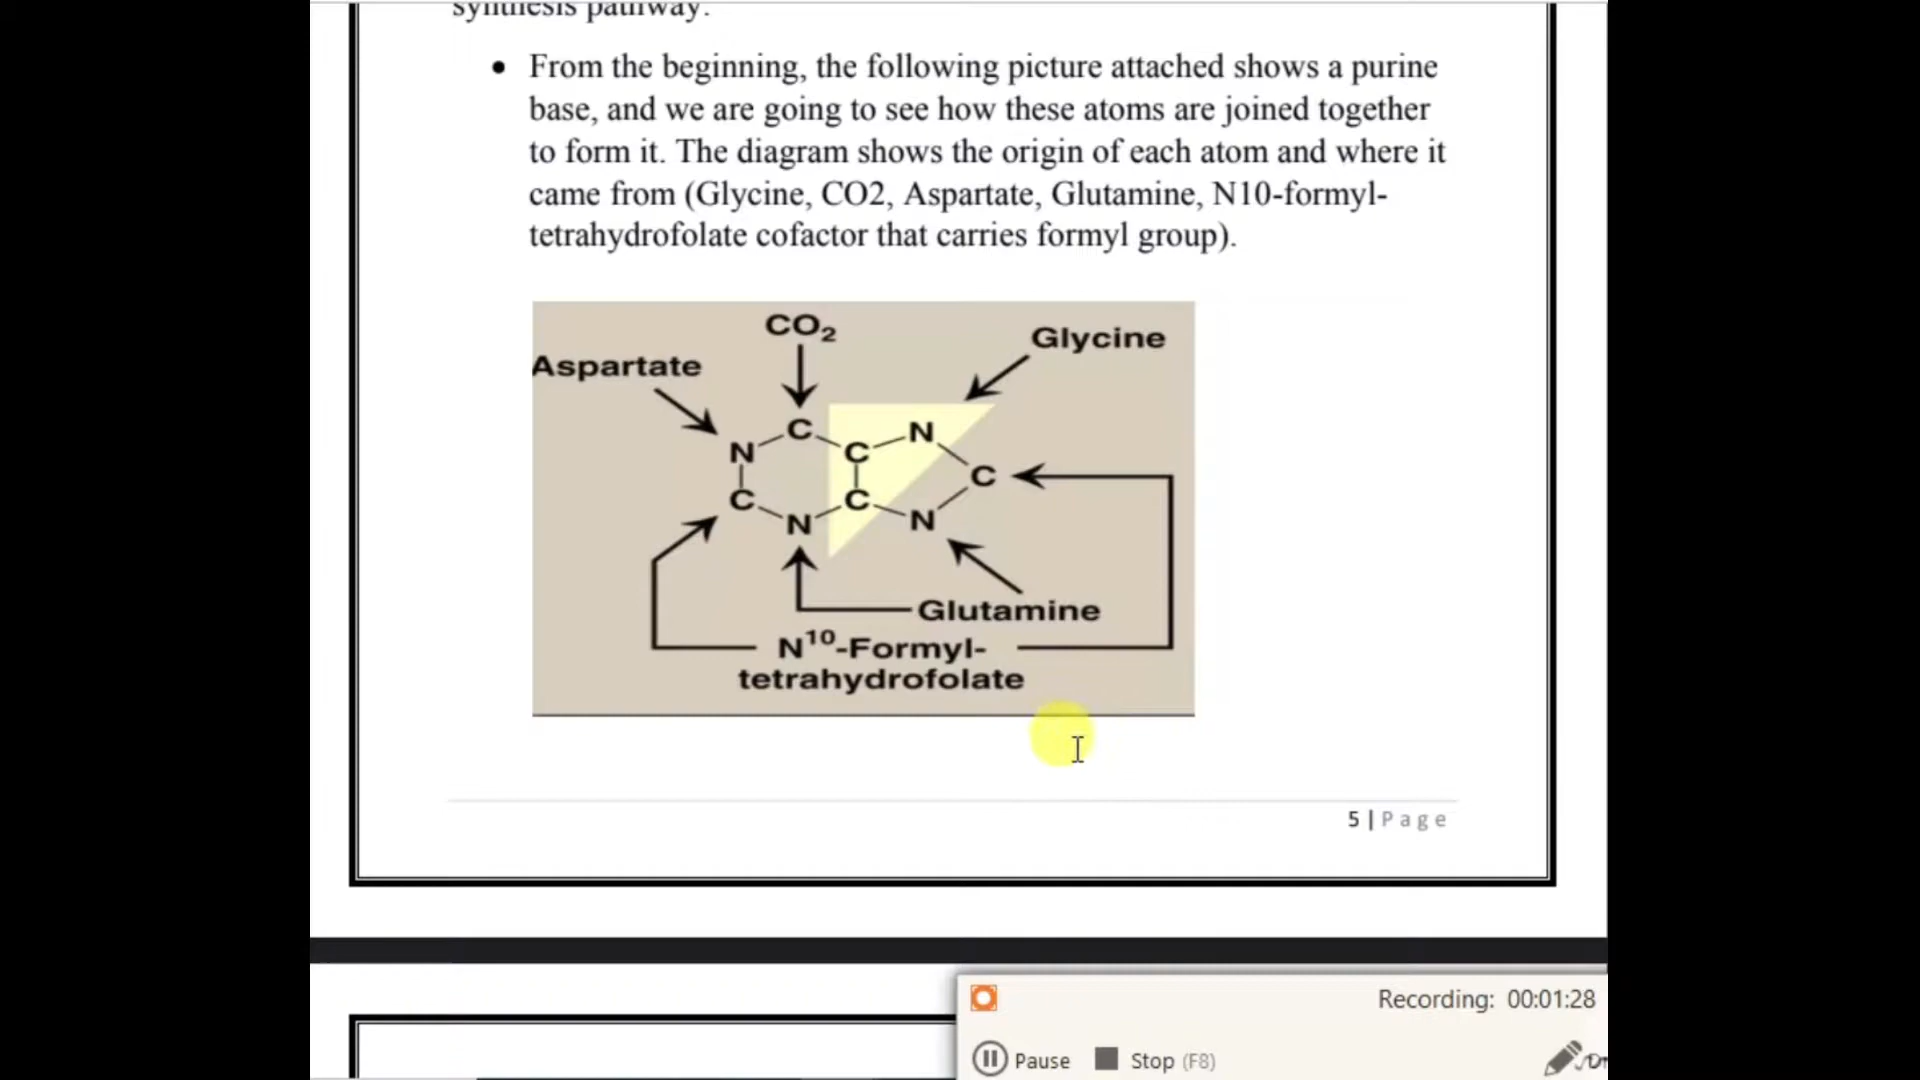 synthesis pathway.
• From the beginning, the following picture attached shows a purine
base, and we are going to see how these atoms are joined together
to form it. The diagram shows the origin of each atom and where it
came from (Glycine, CO2, Aspartate, Glutamine, N10-formyl-
tetrahydrofolate cofactor that carries formyl group).
CO₂
Glycine
Aspartate
C
N
N
C
C
C
C
N
N
Glutamine
N¹⁰-Formyl-
tetrahydrofolate
5 | Page
Recording: 00:01:28
Pause
Stop (F8)